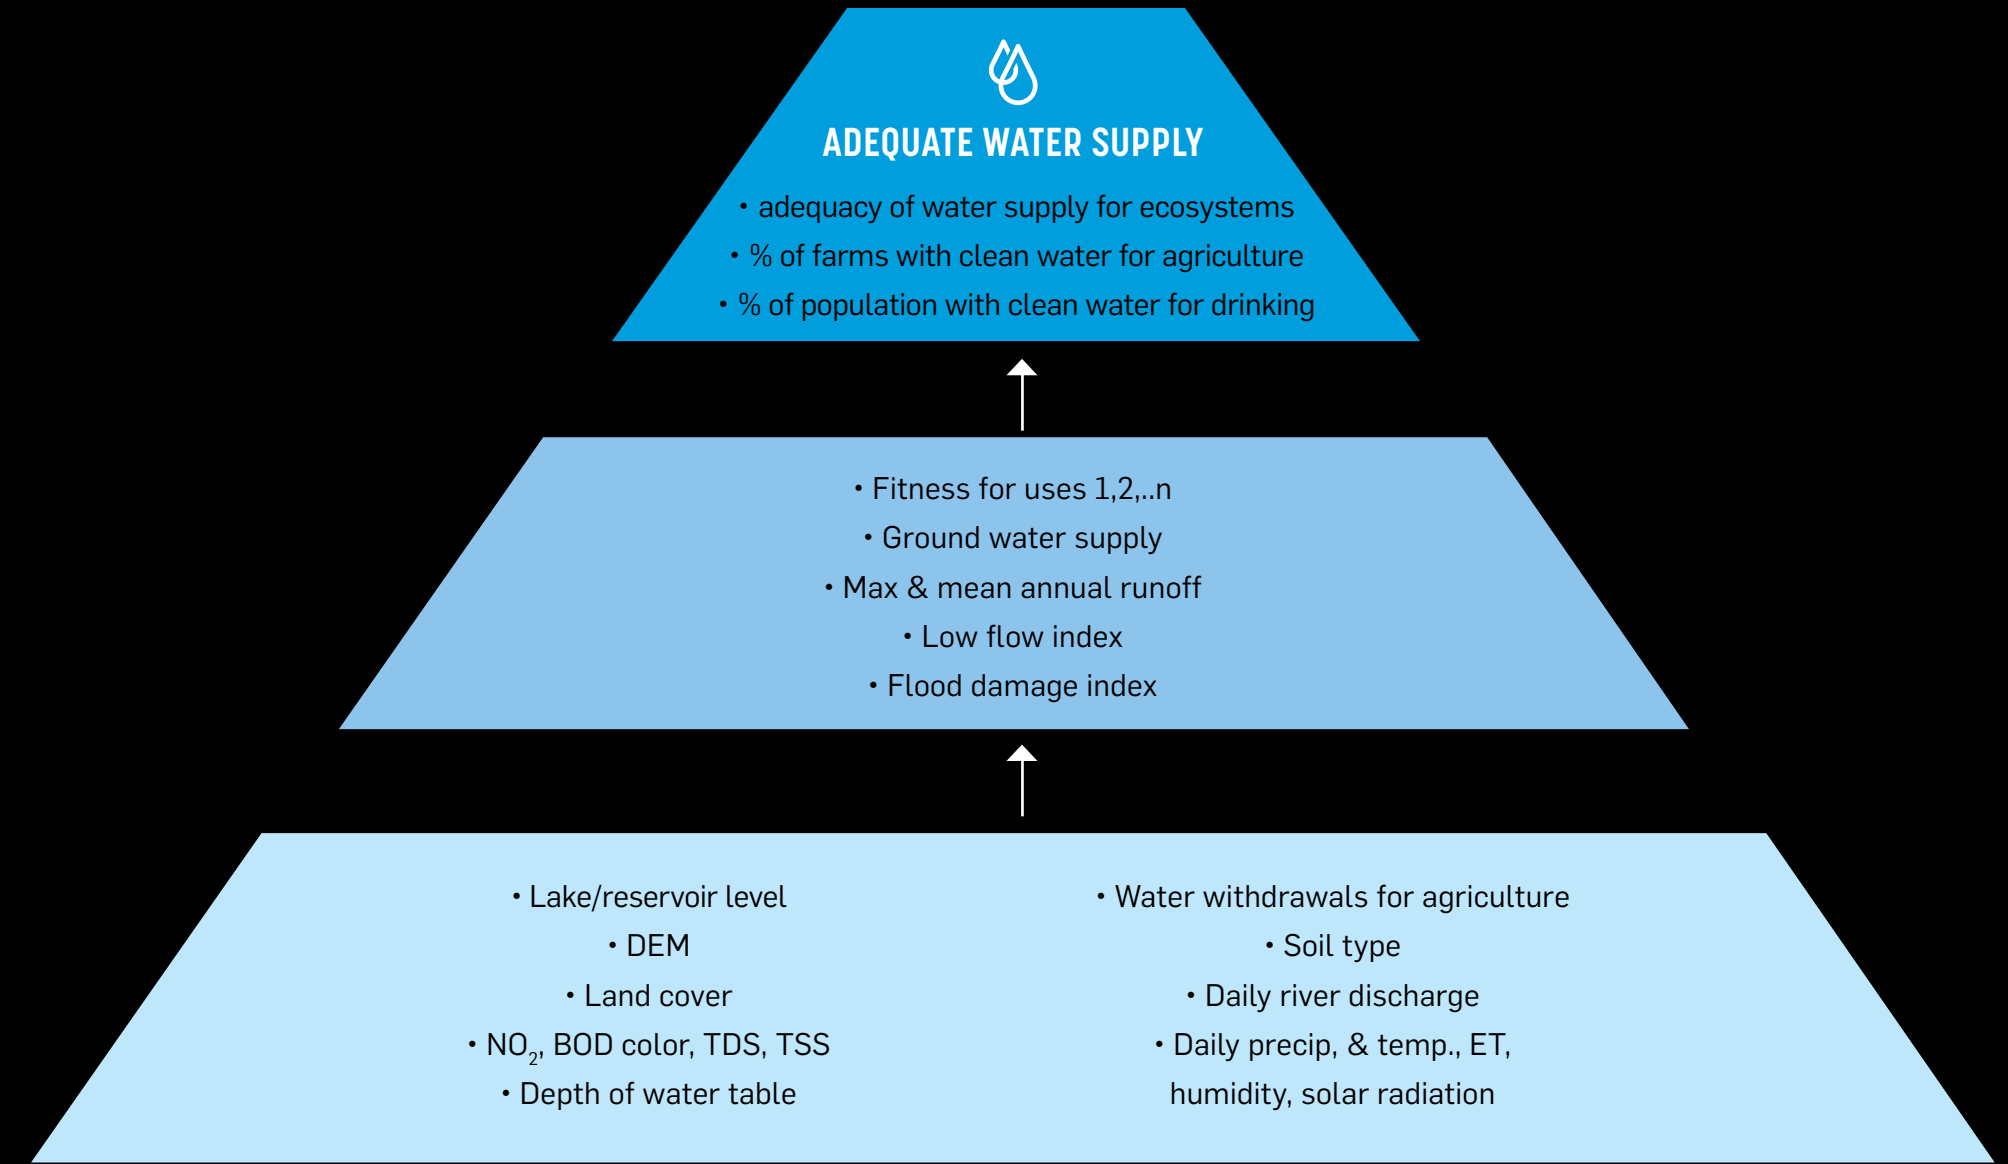 ADEQUATE WATER SUPPLY
• adequacy of water supply for ecosystems
• % of farms with clean water for agriculture
• % of population with clean water for drinking
• Fitness for uses 1,2,..n
• Ground water supply
• Max & mean annual runoff
• Low flow index
• Flood damage index
• Lake/reservoir level
• DEM
• Land cover
• NO₂, BOD color, TDS, TSS
• Depth of water table
• Water withdrawals for agriculture
• Soil type
• Daily river discharge
• Daily precip, & temp., ET,
humidity, solar radiation